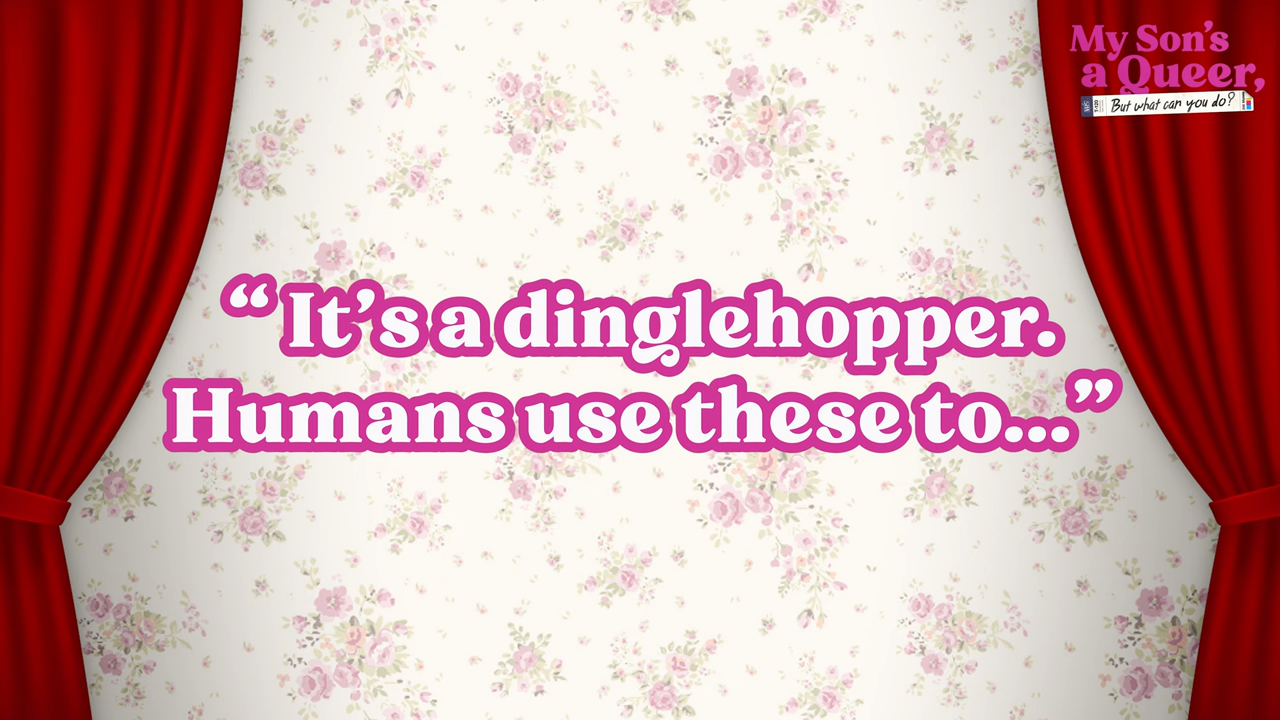 My Son's
a Queer,
But what can you do?
“ It’s a dinglehopper.
Humans use these to...”